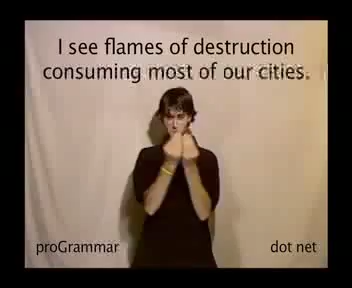 I see flames of destruction
consuming most of our cities.
proGrammar
dot net